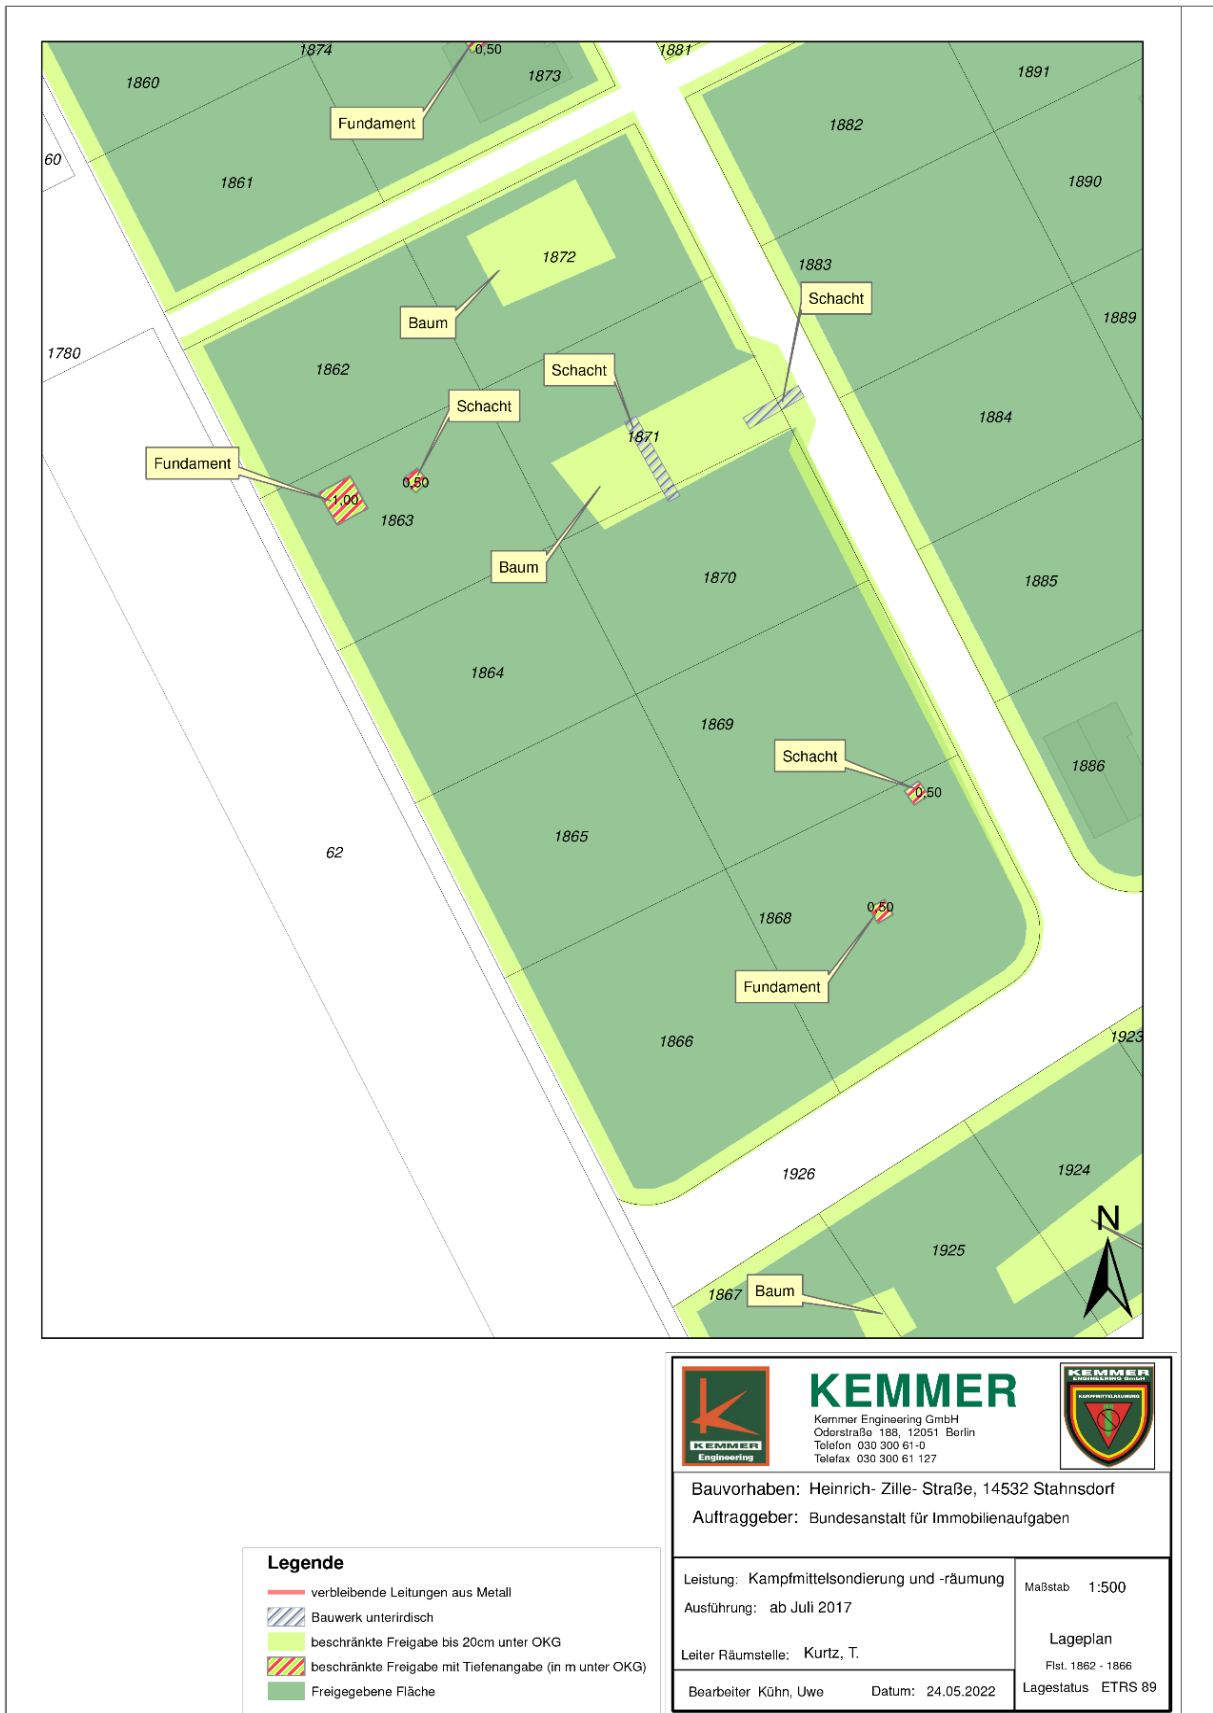 1874
0,50
1881
1860
1873
1891
Fundament
1882
60
1861
1890
1872
1883
Schacht
Baum
1889
1780
1862
Schacht
Schacht
1884
1871
Fundament
0,50
1,00
1863
Baum
1870
1885
1864
1869
Schacht
1886
0,50
1865
62
0,50
1868
Fundament
1866
1923
1926
1924
N
1925
1867
Baum
KEMMER
Engineering
KEMMER
Kemmer Engineering GmbH
Oderstraße 188, 12051 Berlin
Telefon 030 300 61-0
Telefax 030 300 61 127
KEMMER
ENGINEERING GmbH
KAMPFMITTELRÄUMUNG
Bauvorhaben: Heinrich- Zille- Straße, 14532 Stahnsdorf
Auftraggeber: Bundesanstalt für Immobilienaufgaben
Leistung: Kampfmittelsondierung und -räumung
Ausführung: ab Juli 2017
Leiter Räumstelle: Kurtz, T.
Bearbeiter Kühn, Uwe Datum: 24.05.2022
Maßstab 1:500
Lageplan
Flst. 1862 - 1866
Lagestatus ETRS 89
Legende
verbleibende Leitungen aus Metall
Bauwerk unterirdisch
beschränkte Freigabe bis 20cm unter OKG
beschränkte Freigabe mit Tiefenangabe (in m unter OKG)
Freigegebene Fläche